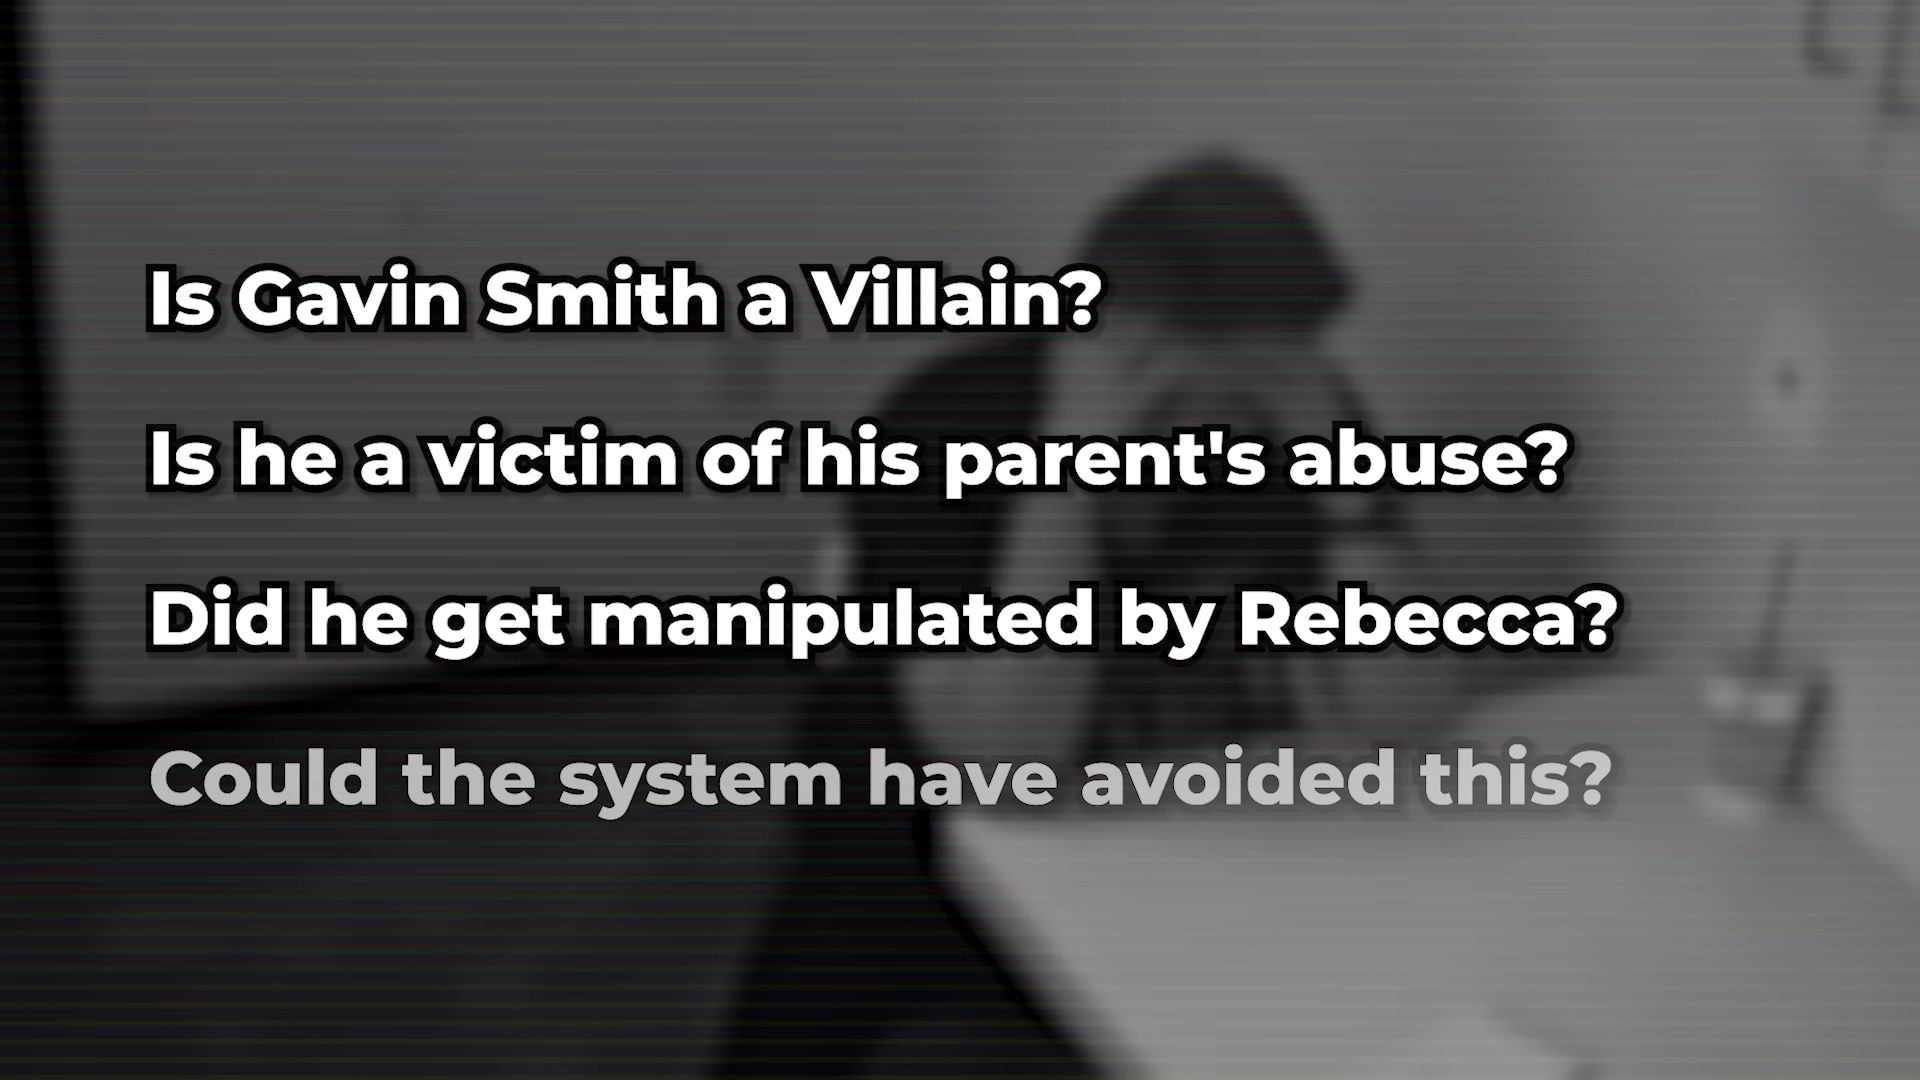 Is Gavin Smith a Villain?
Is he a victim of his parent's abuse?
Did he get manipulated by Rebecca?
Could the system have avoided this?